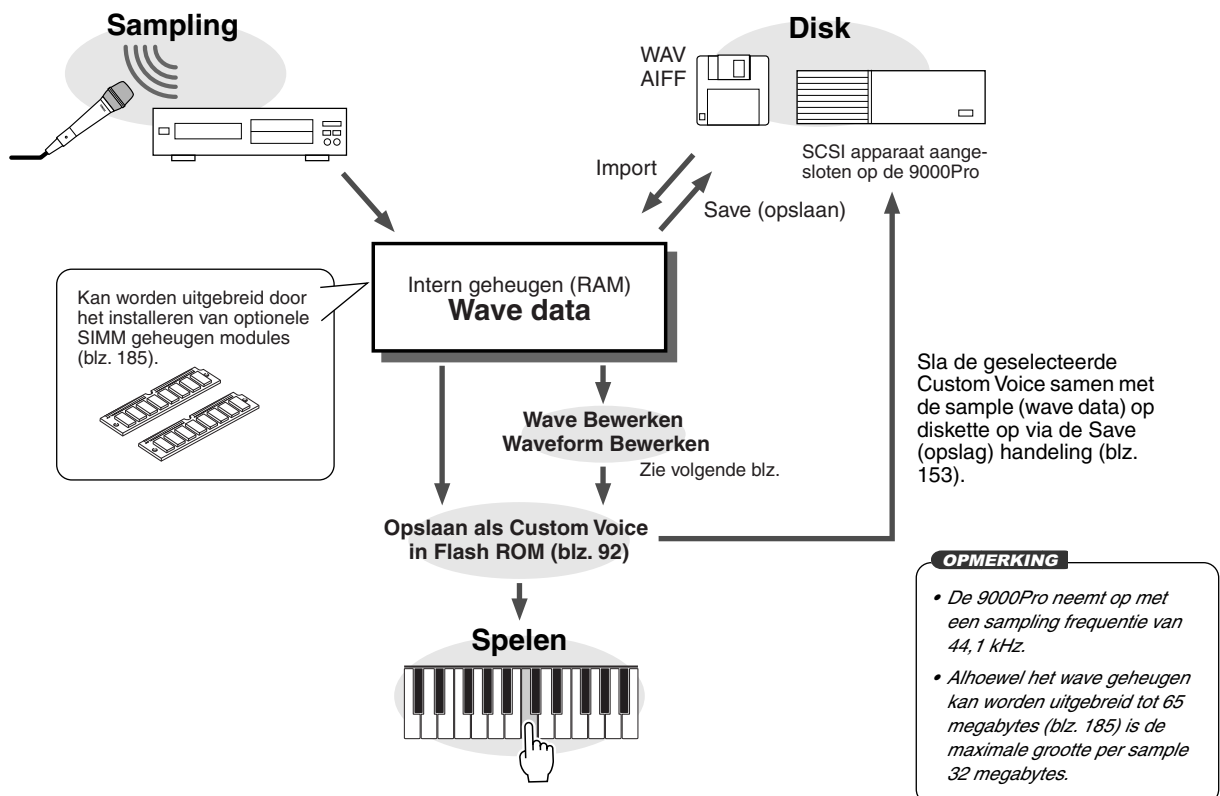 Sampling
Disk
WAV
AIFF
SCSI apparaat aange-
sloten op de 9000Pro
Import
Save (opslaan)
Kan worden uitgebreid door
het installeren van optionele
SIMM geheugen modules
(blz. 185).
Intern geheugen (RAM)
Wave data
Wave Bewerken
Waveform Bewerken
Zie volgende blz.
Sla de geselecteerde
Custom Voice samen met
de sample (wave data) op
diskette op via de Save
(opslag) handeling (blz.
153).
Opslaan als Custom Voice
in Flash ROM (blz. 92)
Spelen
OPMERKING
• De 9000Pro neemt op met
een sampling frequentie van
44,1 kHz.
• Alhoewel het wave geheugen
kan worden uitgebreid tot 65
megabytes (blz. 185) is de
maximale grootte per sample
32 megabytes.